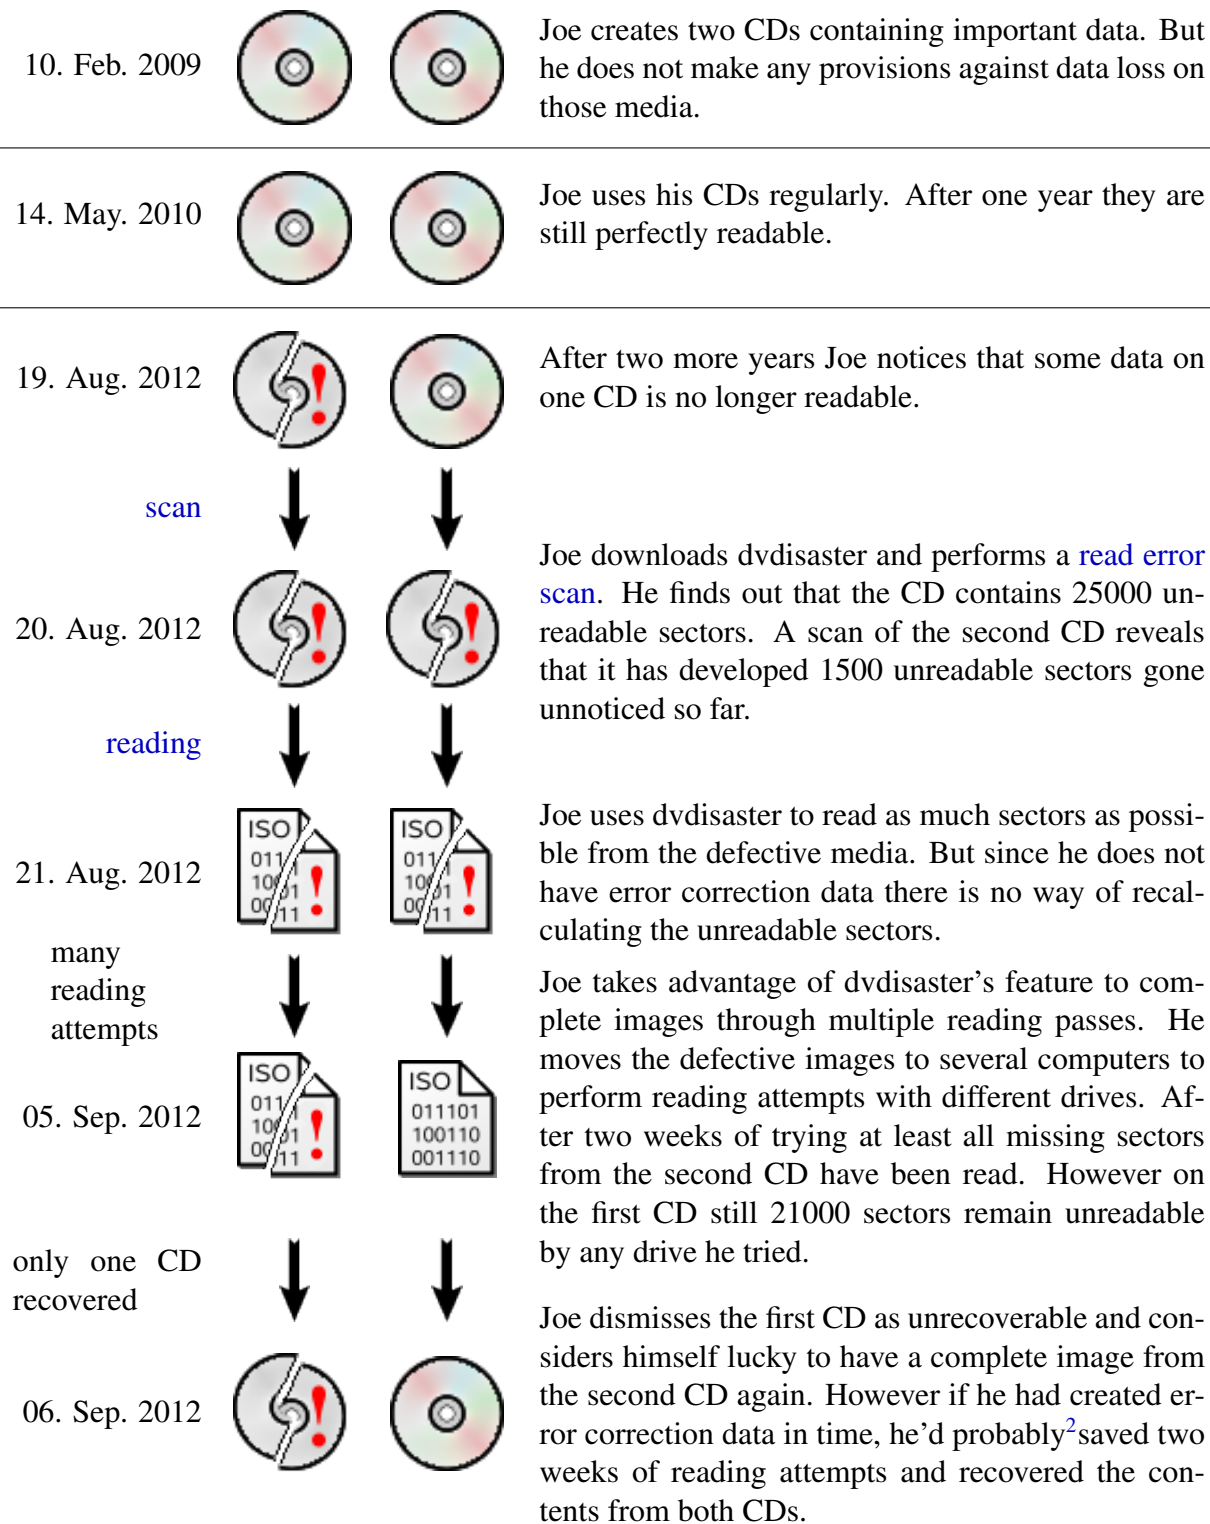 10. Feb. 2009
Joe creates two CDs containing important data. But
he does not make any provisions against data loss on
those media.
14. May. 2010
Joe uses his CDs regularly. After one year they are
still perfectly readable.
19. Aug. 2012
!
After two more years Joe notices that some data on
one CD is no longer readable.
scan
20. Aug. 2012
! !
Joe downloads dvdisaster and performs a read error
scan. He finds out that the CD contains 25000 un-
readable sectors. A scan of the second CD reveals
that it has developed 1500 unreadable sectors gone
unnoticed so far.
reading
21. Aug. 2012
ISO
011
1001
00 11
!
ISO
011
1001
00 11
!
Joe uses dvdisaster to read as much sectors as possi-
ble from the defective media. But since he does not
have error correction data there is no way of recal-
culating the unreadable sectors.
many
reading
attempts
05. Sep. 2012
ISO
011
1001
00 11
!
ISO
011101
100110
001110
Joe takes advantage of dvdisaster's feature to com-
plete images through multiple reading passes. He
moves the defective images to several computers to
perform reading attempts with different drives. Af-
ter two weeks of trying at least all missing sectors
from the second CD have been read. However on
the first CD still 21000 sectors remain unreadable
by any drive he tried.
only one CD
recovered
06. Sep. 2012
!
Joe dismisses the first CD as unrecoverable and con-
siders himself lucky to have a complete image from
the second CD again. However if he had created er-
ror correction data in time, he'd probably2saved two
weeks of reading attempts and recovered the con-
tents from both CDs.